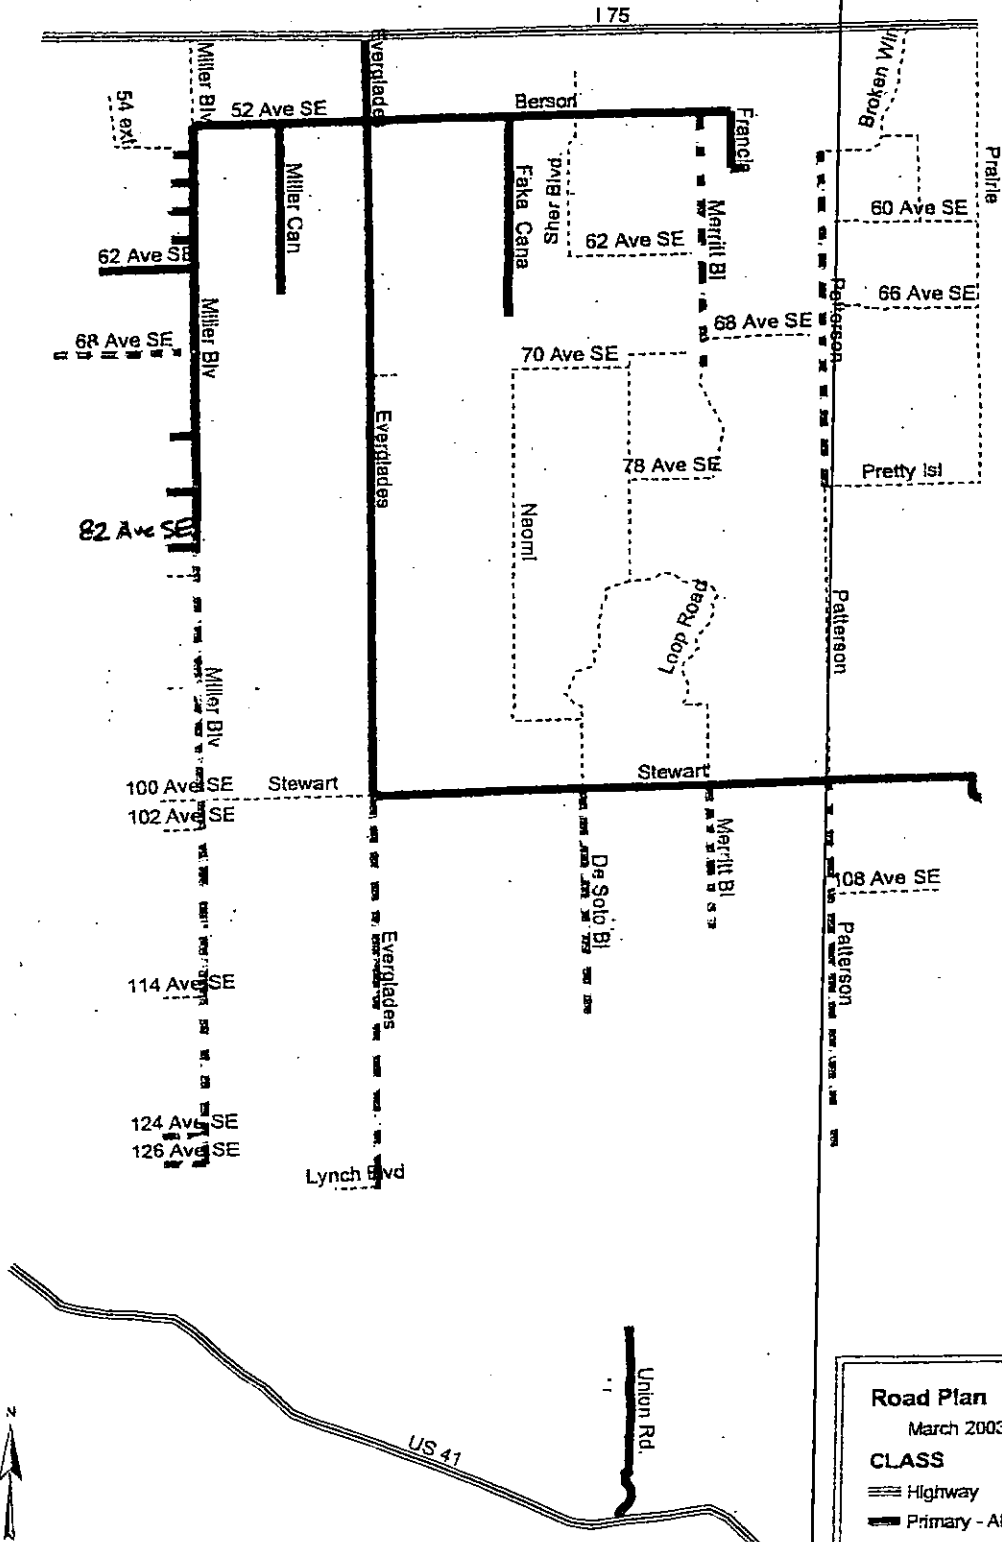 I 75
Miller Blv
Everglades
Broken Win
54 ext
52 Ave SE
Berson
Francis
Prairie
Miller Can
Faka Cana
Sher Blvd
Merritt Bl
60 Ave SE
62 Ave SE
62 Ave SE
Miller Blv
Patterson
66 Ave SE
68 Ave SE
68 Ave SE
70 Ave SE
Everglades
78 Ave SE
Pretty Isl
82 Ave SE
Naomi
Loop Road
Patterson
Miller Blv
100 Ave SE
Stewart
Stewart
102 Ave SE
De Soto Bl
Merritt Bl
108 Ave SE
Patterson
Everglades
114 Ave SE
124 Ave SE
126 Ave SE
Lynch Blvd
Union Rd.
US 41
N
Road Plan
March 2003
CLASS
Highway
Primary - A